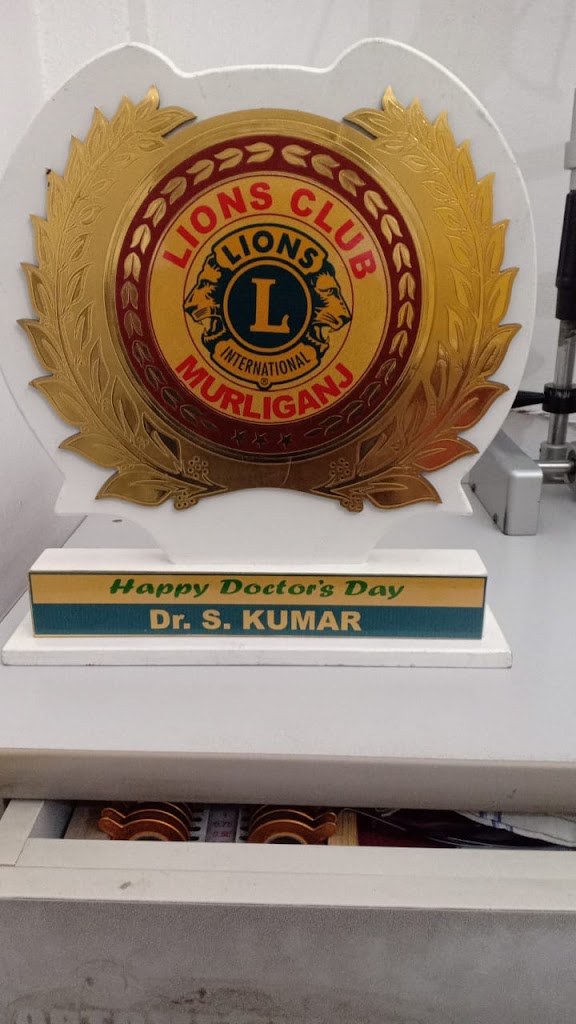 LIONS CLUB
LIONS
L
INTERNATIONAL
®
MURLIGANJ
Happy Doctor's Day
Dr. S. KUMAR